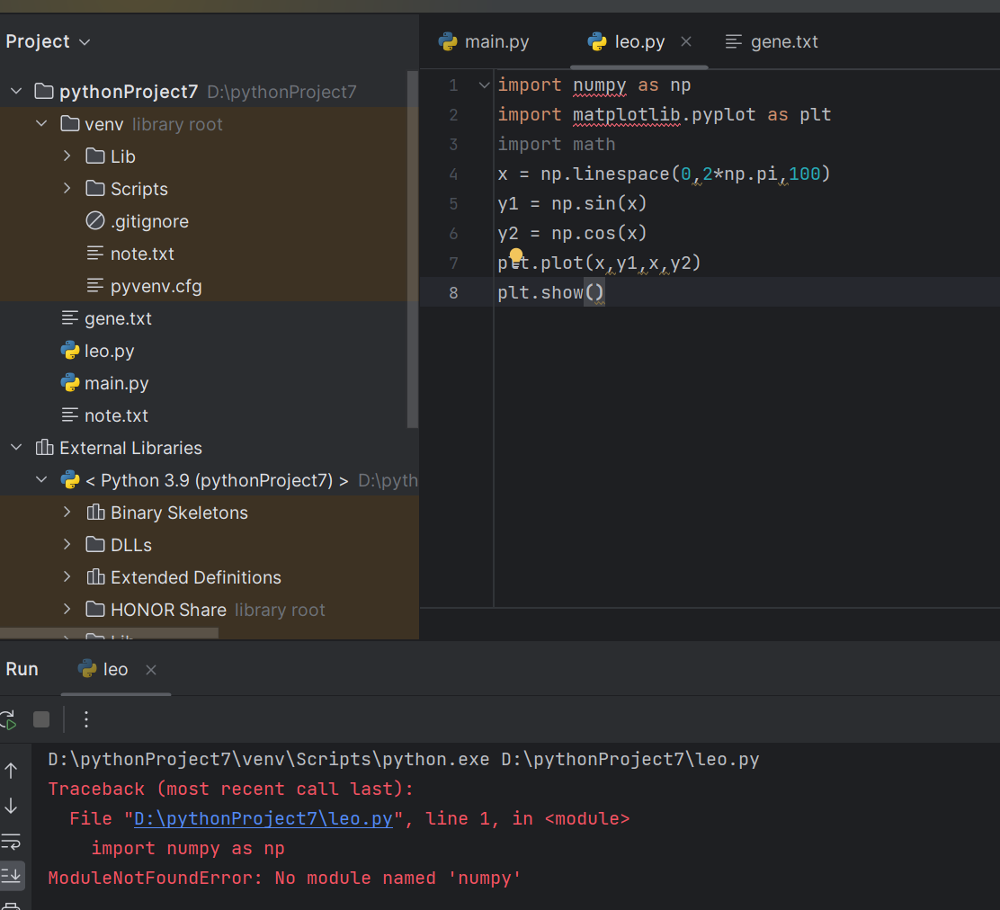 Project
pythonProject7 D:\pythonProject7
venv library root
Lib
Scripts
.gitignore
note.txt
pyvenv.cfg
gene.txt
leo.py
main.py
note.txt
External Libraries
< Python 3.9 (pythonProject7) > D:\pyth
Binary Skeletons
DLLs
Extended Definitions
HONOR Share library root
Lib
main.py leo.py gene.txt
1 import numpy as np
2 import matplotlib.pyplot as plt
3 import math
4 x = np.linespace(0,2*np.pi,100)
5 y1 = np.sin(x)
6 y2 = np.cos(x)
7 plt.plot(x,y1,x,y2)
8 plt.show()
Run leo
D:\pythonProject7\venv\Scripts\python.exe D:\pythonProject7\leo.py
Traceback (most recent call last):
File "D:\pythonProject7\leo.py", line 1, in <module>
import numpy as np
ModuleNotFoundError: No module named 'numpy'